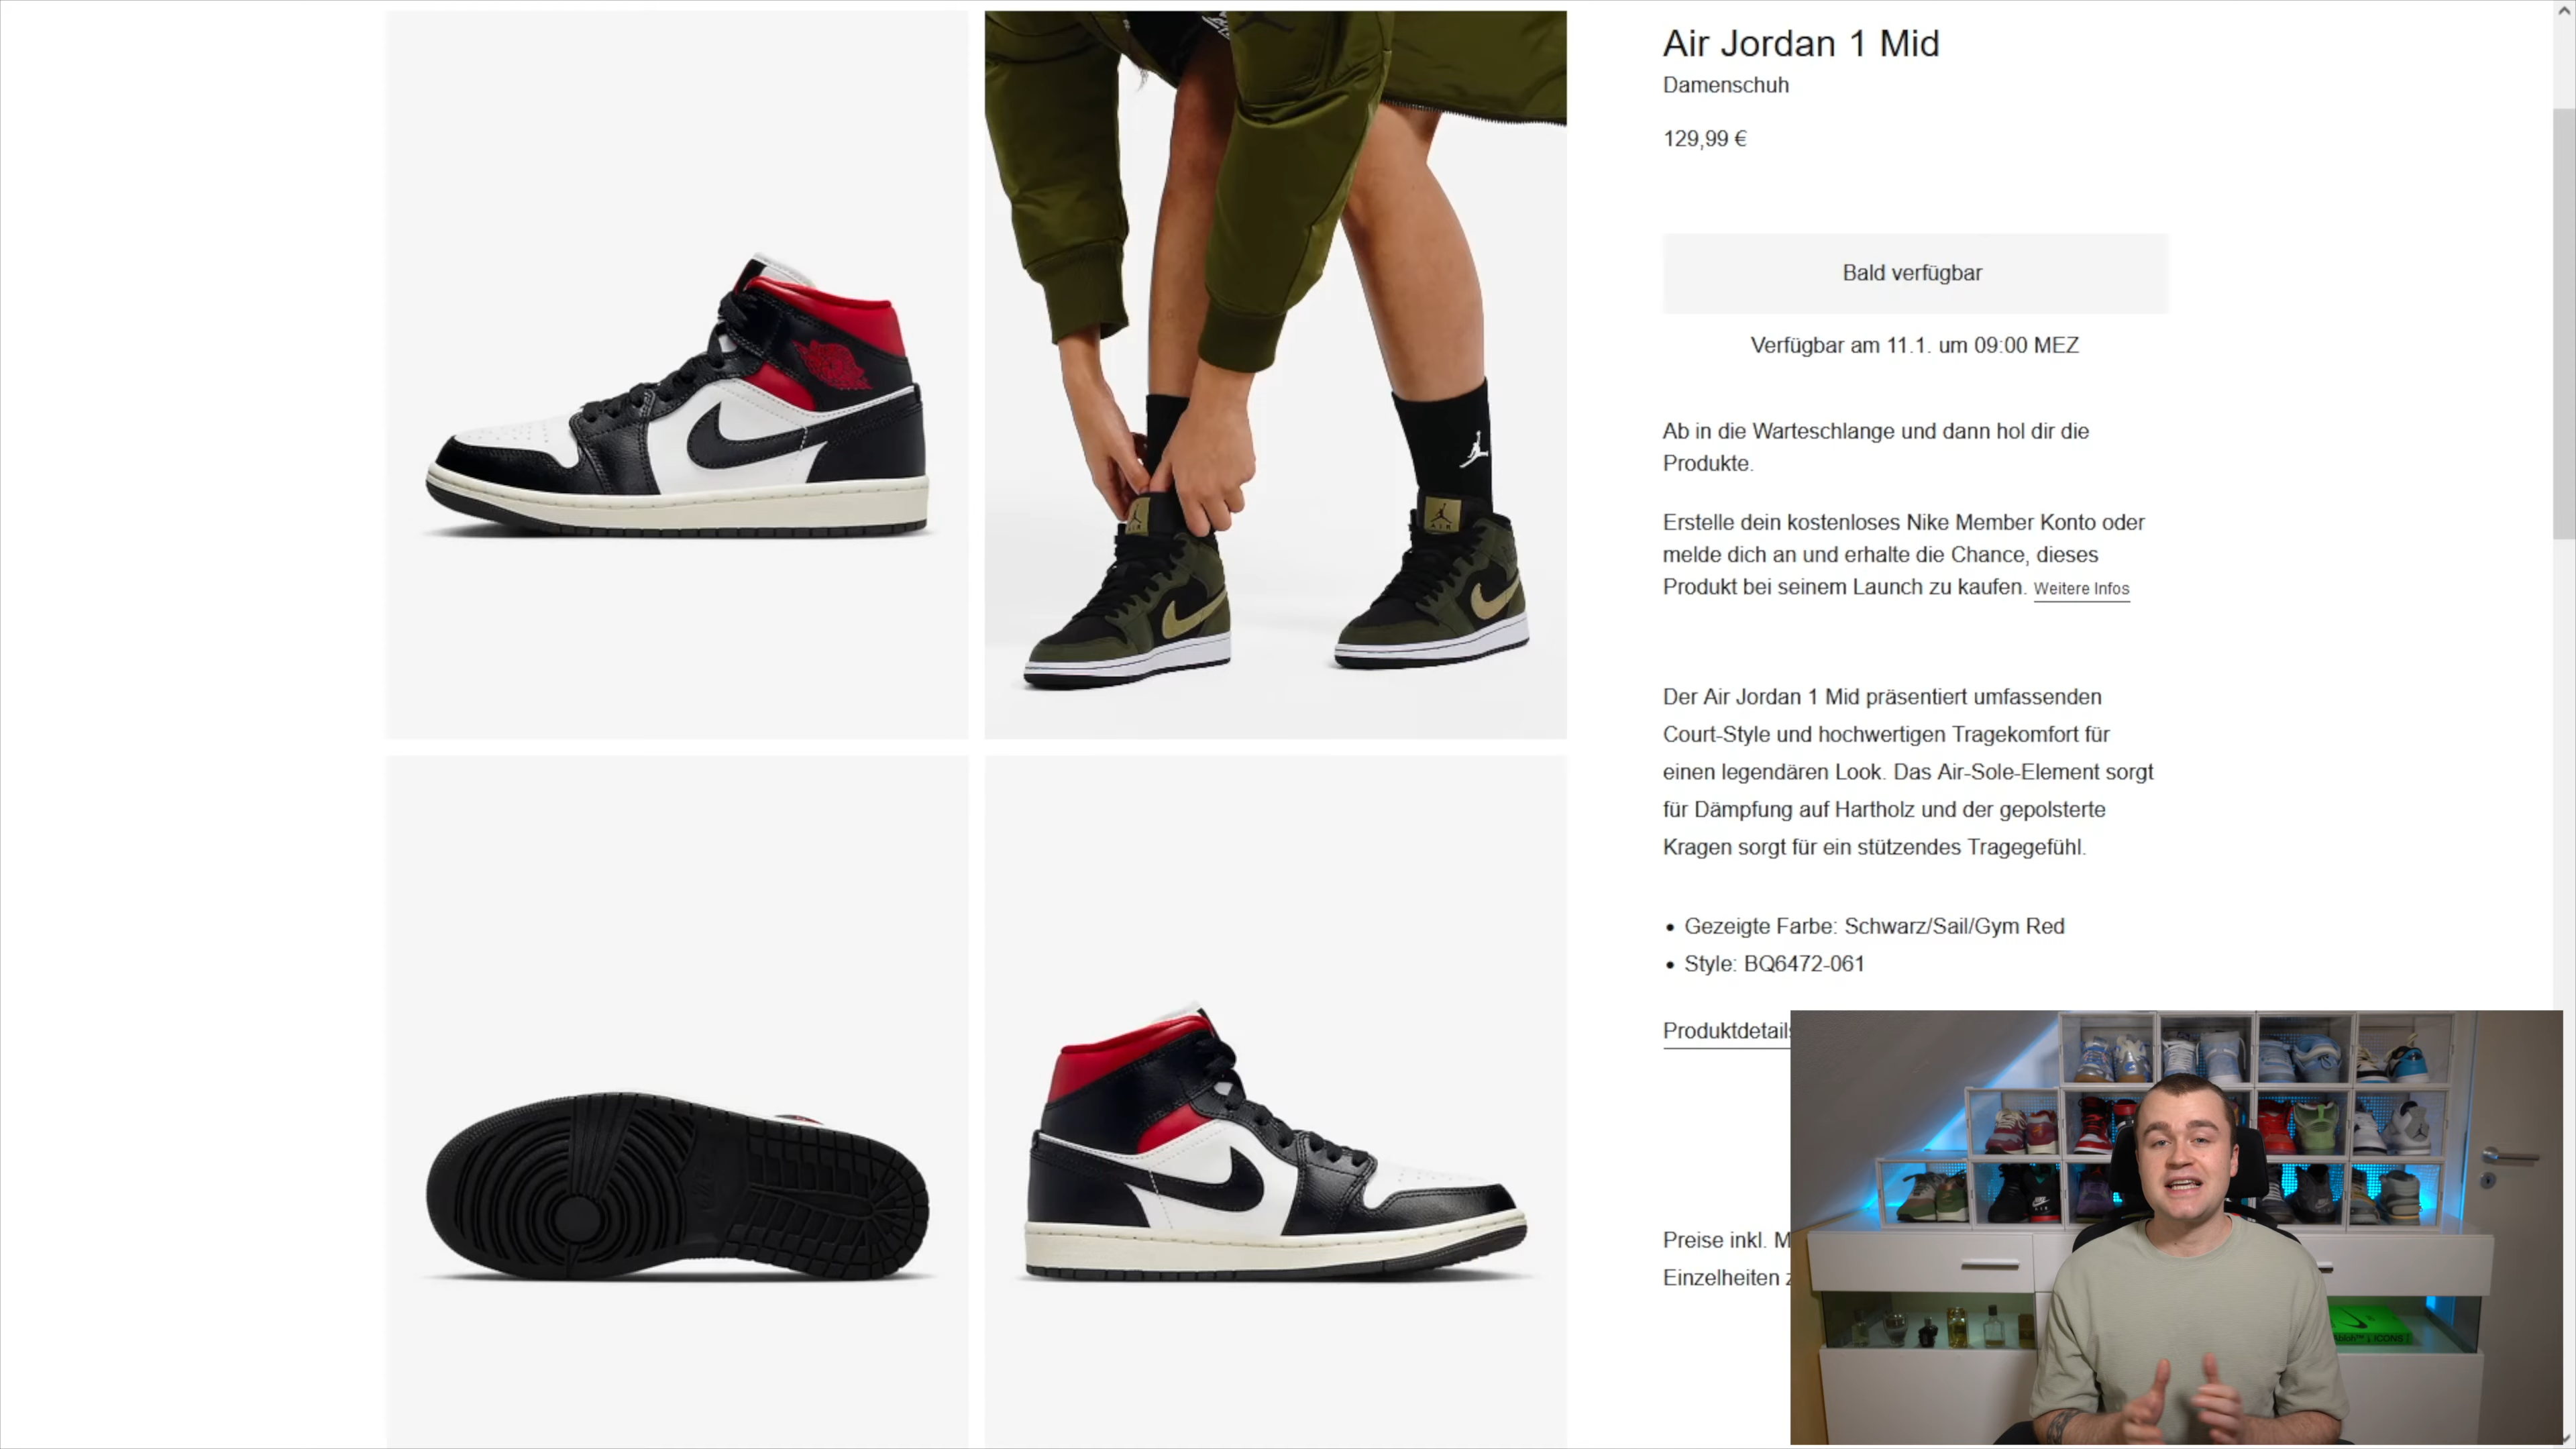 Air Jordan 1 Mid
Damenschuh
129,99 €
Bald verfügbar
Verfügbar am 11.1. um 09:00 MEZ
Ab in die Warteschlange und dann hol dir die
Produkte.
Erstelle dein kostenloses Nike Member Konto oder
melde dich an und erhalte die Chance, dieses
Produkt bei seinem Launch zu kaufen. Weitere Infos
Der Air Jordan 1 Mid präsentiert umfassenden
Court-Style und hochwertigen Tragekomfort für
einen legendären Look. Das Air-Sole-Element sorgt
für Dämpfung auf Hartholz und der gepolsterte
Kragen sorgt für ein stützendes Tragegefühl.
• Gezeigte Farbe: Schwarz/Sail/Gym Red
• Style: BQ6472-061
Produktdetails
Preise inkl. M
Einzelheiten z
ICONS